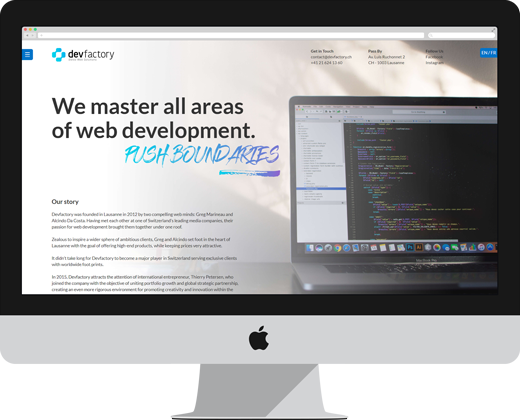 devfactory
Get in Touch
contact@devfactory.ch
+41 21 624 13 60
Pass By
Av. Luis Ruchonnet 2
CH - 1003 Lausanne
Follow Us
Facebook
Instagram
EN / FR
We master all areas
of web development.
PUSH BOUNDARIES
Our story
Devfactory was founded in Lausanne in 2012 by two competing web minds: Greg Marineau and
Alcindo Da Costa. Having met each other at one of Switzerland's leading media companies, their
passion for web development brought them together under one roof.
Zealous to inspire a wider sphere of ambitious clients, Greg and Alcindo set foot in the heart of
Lausanne with the goal of offering high-end products, while keeping prices very attractive.
It didn't take long for Devfactory to become a major player in Switzerland serving exclusive clients
with worldwide foot prints.
In 2015, Devfactory attracts the attention of international entrepreneur, Thierry Petersen, who
joined the company with the objective of uniting portfolio growth and global strategic partnership,
creating an even more rigorous environment for promoting creativity and innovation within the